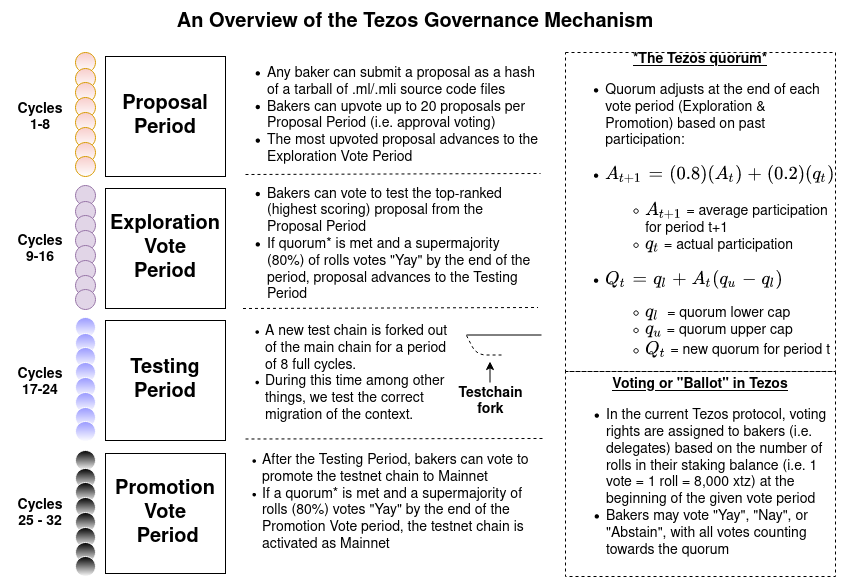 An Overview of the Tezos Governance Mechanism
Cycles
1-8
Proposal
Period
• Any baker can submit a proposal as a hash
of a tarball of .ml/.mli source code files
• Bakers can upvote up to 20 proposals per
Proposal Period (i.e. approval voting)
• The most upvoted proposal advances to the
Exploration Vote Period
Cycles
9-16
Exploration
Vote
Period
• Bakers can vote to test the top-ranked
(highest scoring) proposal from the
Proposal Period
• If quorum* is met and a supermajority
(80%) of rolls votes "Yay" by the end of the
period, proposal advances to the Testing
Period
Cycles
17-24
Testing
Period
• A new test chain is forked out
of the main chain for a period
of 8 full cycles.
• During this time among other
things, we test the correct
migration of the context.
Testchain
fork
Cycles
25 - 32
Promotion
Vote
Period
• After the Testing Period, bakers can vote to
promote the testnet chain to Mainnet
• If a quorum* is met and a supermajority of
rolls (80%) votes "Yay" by the end of the
Promotion Vote period, the testnet chain is
activated as Mainnet
*The Tezos quorum*
• Quorum adjusts at the end of each
vote period (Exploration &
Promotion) based on past
participation:
• A_{t+1} = (0.8)(A_t) + (0.2)(q_t)
∘ A_{t+1} = average participation
for period t+1
∘ q_t = actual participation
• Q_t = q_l + A_t(q_u − q_l)
∘ q_l = quorum lower cap
∘ q_u = quorum upper cap
∘ Q_t = new quorum for period t
Voting or "Ballot" in Tezos
• In the current Tezos protocol, voting
rights are assigned to bakers (i.e.
delegates) based on the number of
rolls in their staking balance (i.e. 1
vote = 1 roll = 8,000 xtz) at the
beginning of the given vote period
• Bakers may vote "Yay", "Nay", or
"Abstain", with all votes counting
towards the quorum